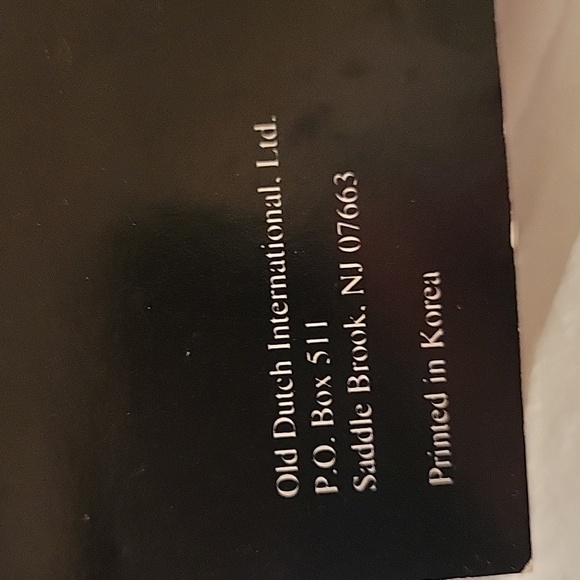 Old Dutch International, Ltd.
P.O. Box 511
Saddle Brook, NJ 07663
Printed in Korea